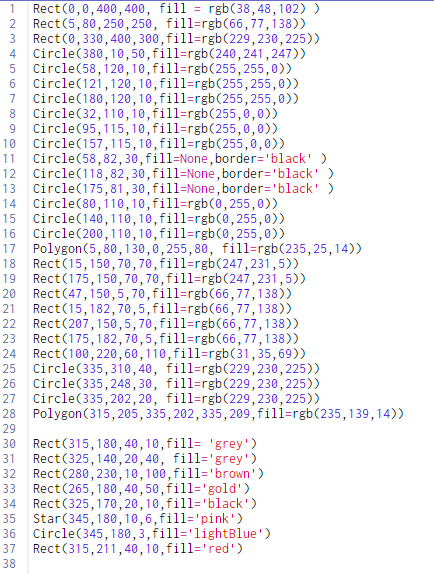 1 Rect(0,0,400,400, fill = rgb(38,48,102) )
2 Rect(5,80,250,250, fill=rgb(66,77,138))
3 Rect(0,330,400,300,fill=rgb(229,230,225))
4 Circle(380,10,50,fill=rgb(240,241,247))
5 Circle(58,120,10,fill=rgb(255,255,0))
6 Circle(121,120,10,fill=rgb(255,255,0))
7 Circle(180,120,10,fill=rgb(255,255,0))
8 Circle(32,110,10,fill=rgb(255,0,0))
9 Circle(95,115,10,fill=rgb(255,0,0))
10 Circle(157,115,10,fill=rgb(255,0,0))
11 Circle(58,82,30,fill=None,border='black' )
12 Circle(118,82,30,fill=None,border='black' )
13 Circle(175,81,30,fill=None,border='black' )
14 Circle(80,110,10,fill=rgb(0,255,0))
15 Circle(140,110,10,fill=rgb(0,255,0))
16 Circle(200,110,10,fill=rgb(0,255,0))
17 Polygon(5,80,130,0,255,80, fill=rgb(235,25,14))
18 Rect(15,150,70,70,fill=rgb(247,231,5))
19 Rect(175,150,70,70,fill=rgb(247,231,5))
20 Rect(47,150,5,70,fill=rgb(66,77,138))
21 Rect(15,182,70,5,fill=rgb(66,77,138))
22 Rect(207,150,5,70,fill=rgb(66,77,138))
23 Rect(175,182,70,5,fill=rgb(66,77,138))
24 Rect(100,220,60,110,fill=rgb(31,35,69))
25 Circle(335,310,40, fill=rgb(229,230,225))
26 Circle(335,248,30, fill=rgb(229,230,225))
27 Circle(335,202,20, fill=rgb(229,230,225))
28 Polygon(315,205,335,202,335,209,fill=rgb(235,139,14))
29
30 Rect(315,180,40,10,fill= 'grey')
31 Rect(325,140,20,40, fill='grey')
32 Rect(280,230,10,100,fill='brown')
33 Rect(265,180,40,50,fill='gold')
34 Rect(325,170,20,10,fill='black')
35 Star(345,180,10,6,fill='pink')
36 Circle(345,180,3,fill='lightBlue')
37 Rect(315,211,40,10,fill='red')
38